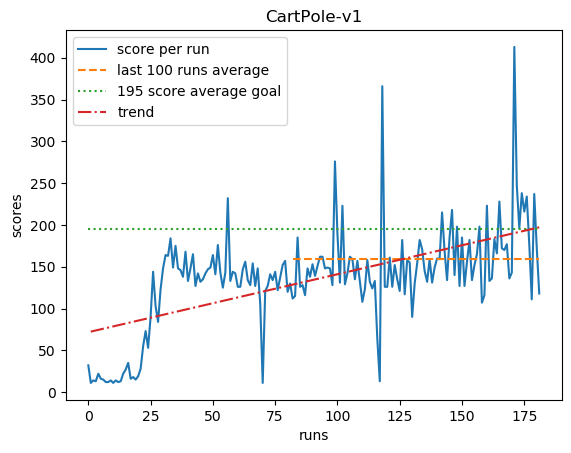 CartPole-v1
score per run
last 100 runs average
195 score average goal
trend
400
350
300
250
200
150
100
50
0
scores
0
25
50
75
100
125
150
175
runs